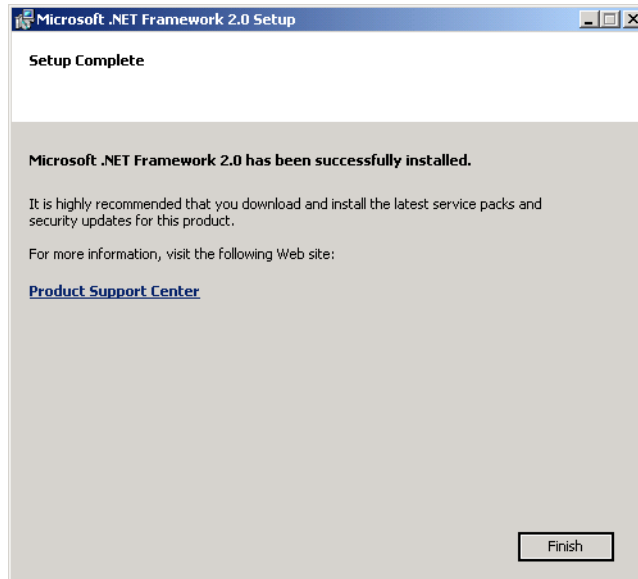 Microsoft .NET Framework 2.0 Setup
Setup Complete
Microsoft .NET Framework 2.0 has been successfully installed.
It is highly recommended that you download and install the latest service packs and
security updates for this product.
For more information, visit the following Web site:
Product Support Center
Finish